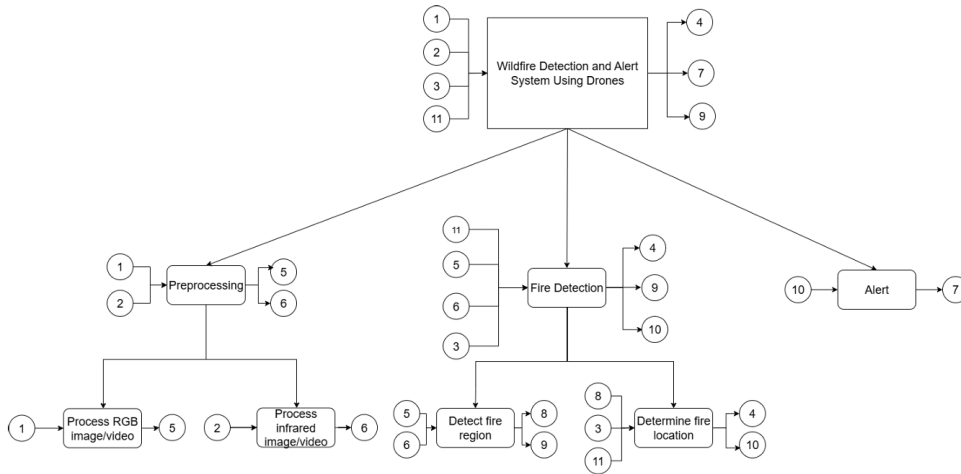 1
2
3
11
Wildfire Detection and Alert
System Using Drones
4
7
9
1
2
Preprocessing
5
6
11
5
6
3
Fire Detection
4
9
10
10
Alert
7
1
Process RGB
image/video
5
2
Process
infrared
image/video
6
5
6
Detect fire
region
8
9
8
3
11
Determine fire
location
4
10